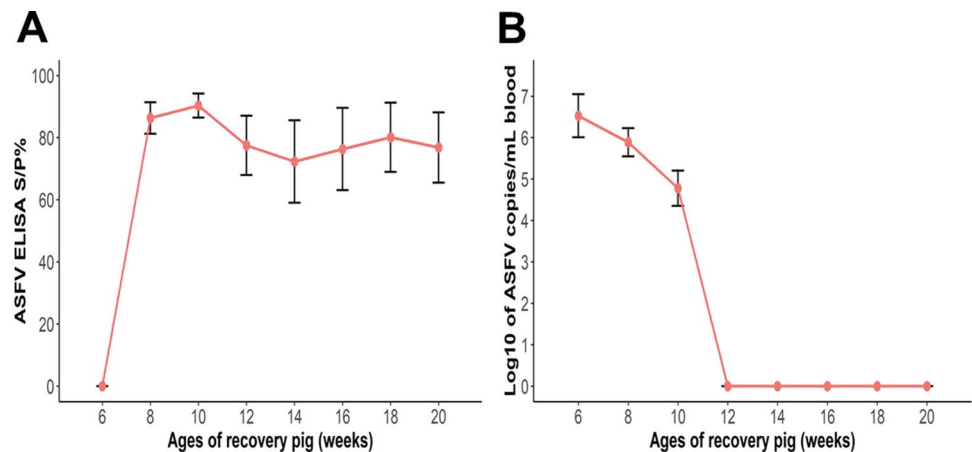 A
ASFV ELISA S/P%
100
80
60
40
20
0
6 8 10 12 14 16 18 20
Ages of recovery pig (weeks)
B
Log10 of ASFV copies/mL blood
7
6
5
4
3
2
1
0
6 8 10 12 14 16 18 20
Ages of recovery pig (weeks)